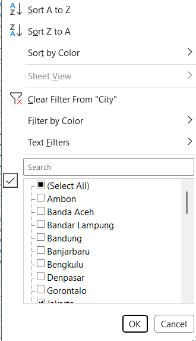 Sort A to Z
Sort Z to A
Sort by Color
Sheet View
Clear Filter From "City"
Filter by Color
Text Filters
Search
(Select All)
Ambon
Banda Aceh
Bandar Lampung
Bandung
Banjarbaru
Bengkulu
Denpasar
Gorontalo
Jakarta
OK
Cancel